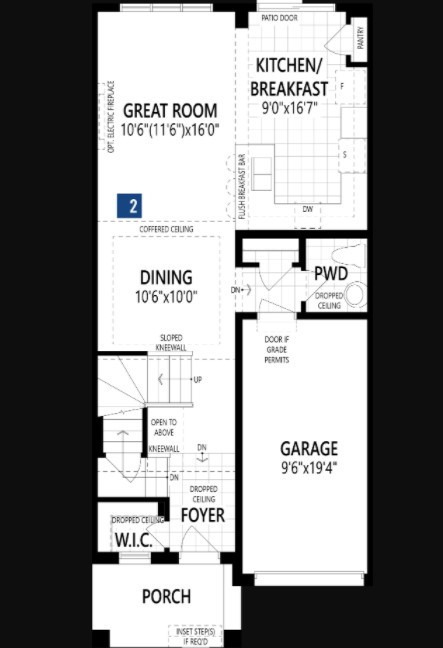 PATIO DOOR
PANTRY
KITCHEN/
BREAKFAST
9'0"x16'7"
F
OPT. ELECTRIC FIREPLACE
GREAT ROOM
10'6"(11'6")x16'0"
S
FLUSH BREAKFAST BAR
2
DW
COFFERED CEILING
DINING
10'6"x10'0"
DN
PWD
DROPPED
CEILING
SLOPED
KNEEWALL
DOOR IF
GRADE
PERMITS
UP
OPEN TO
ABOVE
KNEEWALL
DN
DN
GARAGE
9'6"x19'4"
DROPPED
CEILING
FOYER
DROPPED CEILING
W.I.C.
PORCH
INSET STEP(S)
IF REQ'D